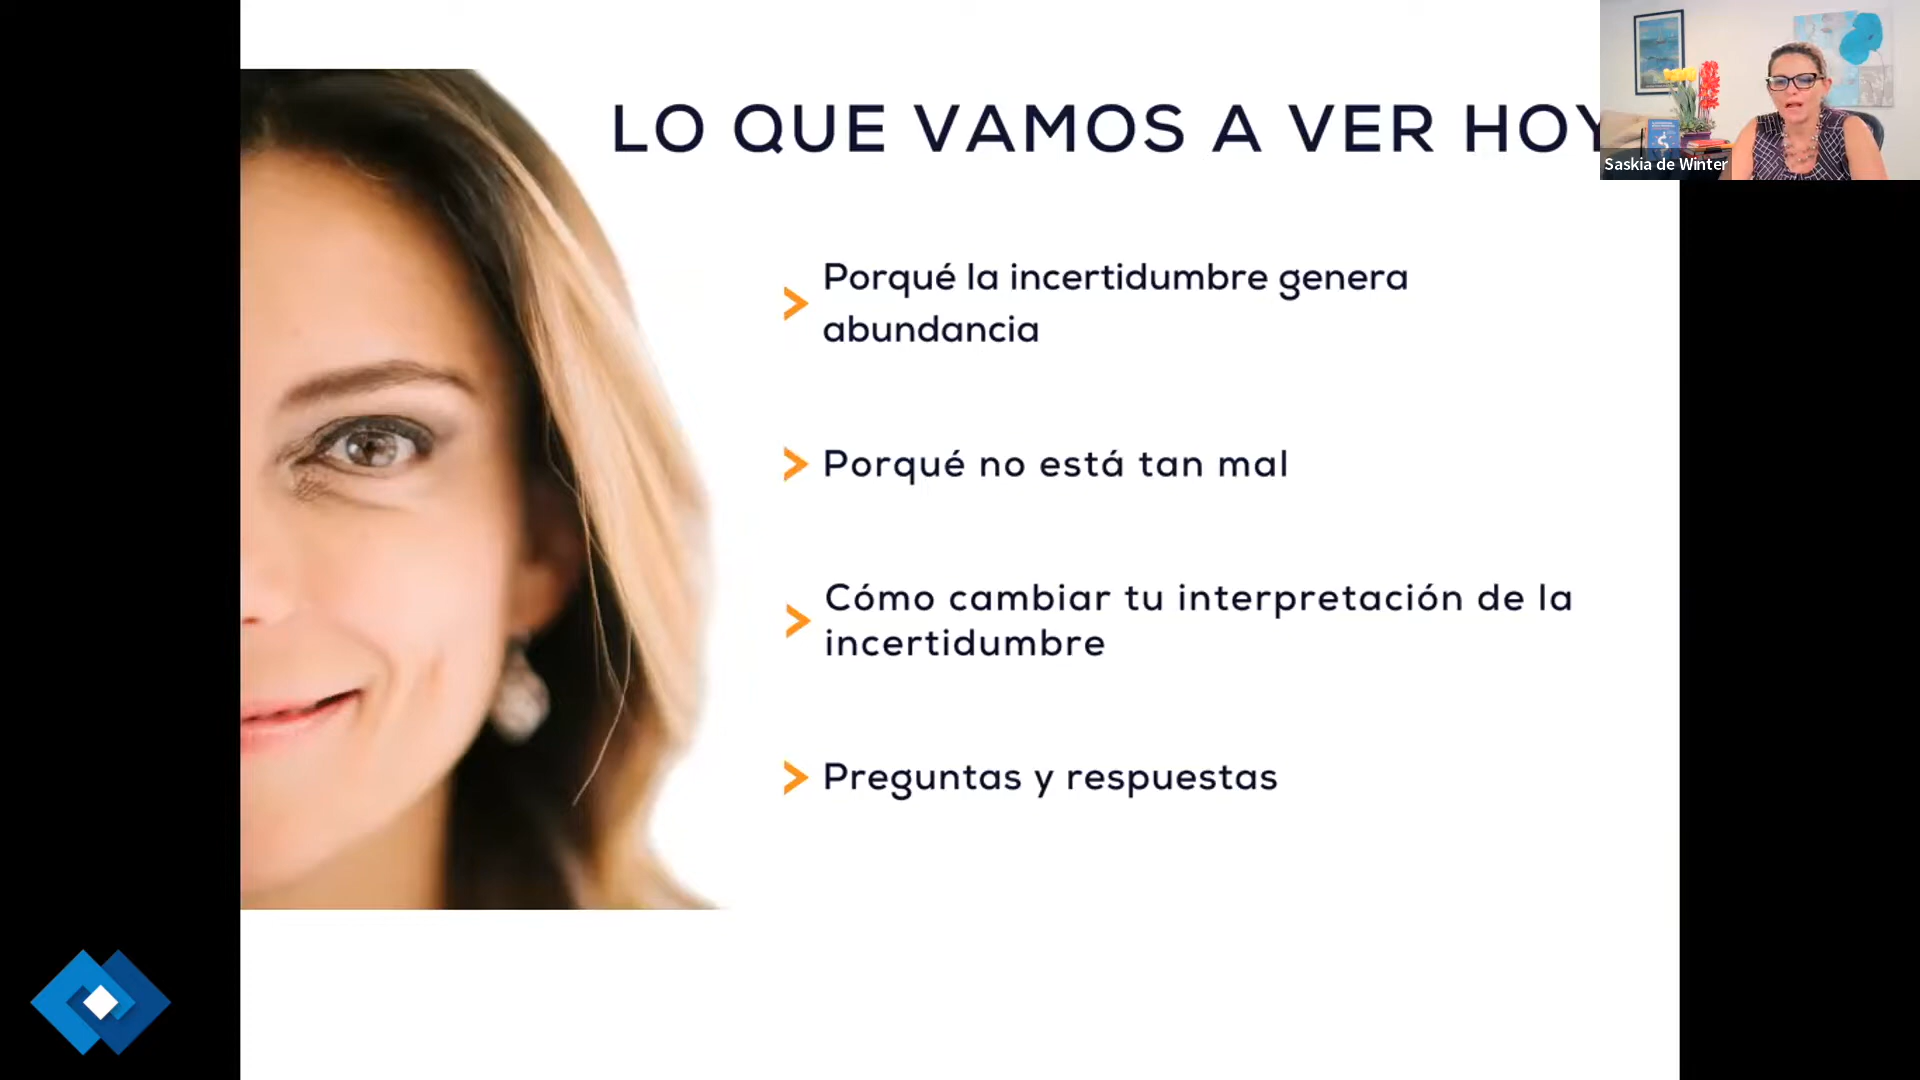 LO QUE VAMOS A VER HOY
Saskia de Winter
Porqué la incertidumbre genera
abundancia
Porqué no está tan mal
Cómo cambiar tu interpretación de la
incertidumbre
Preguntas y respuestas